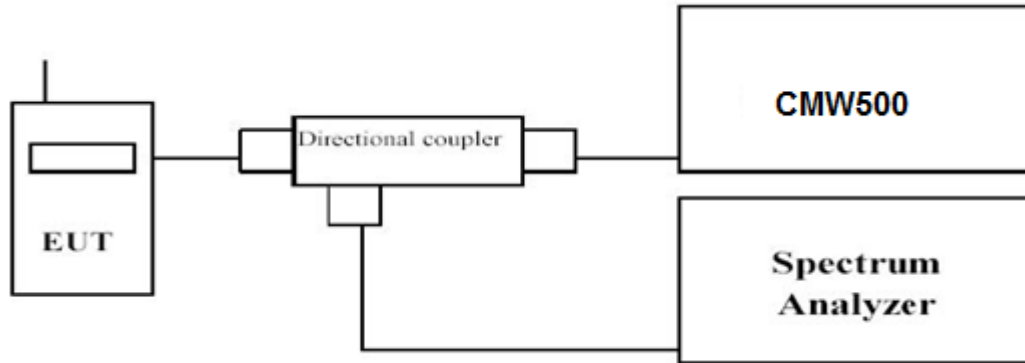 CMW500
Directional coupler
EUT
Spectrum
Analyzer